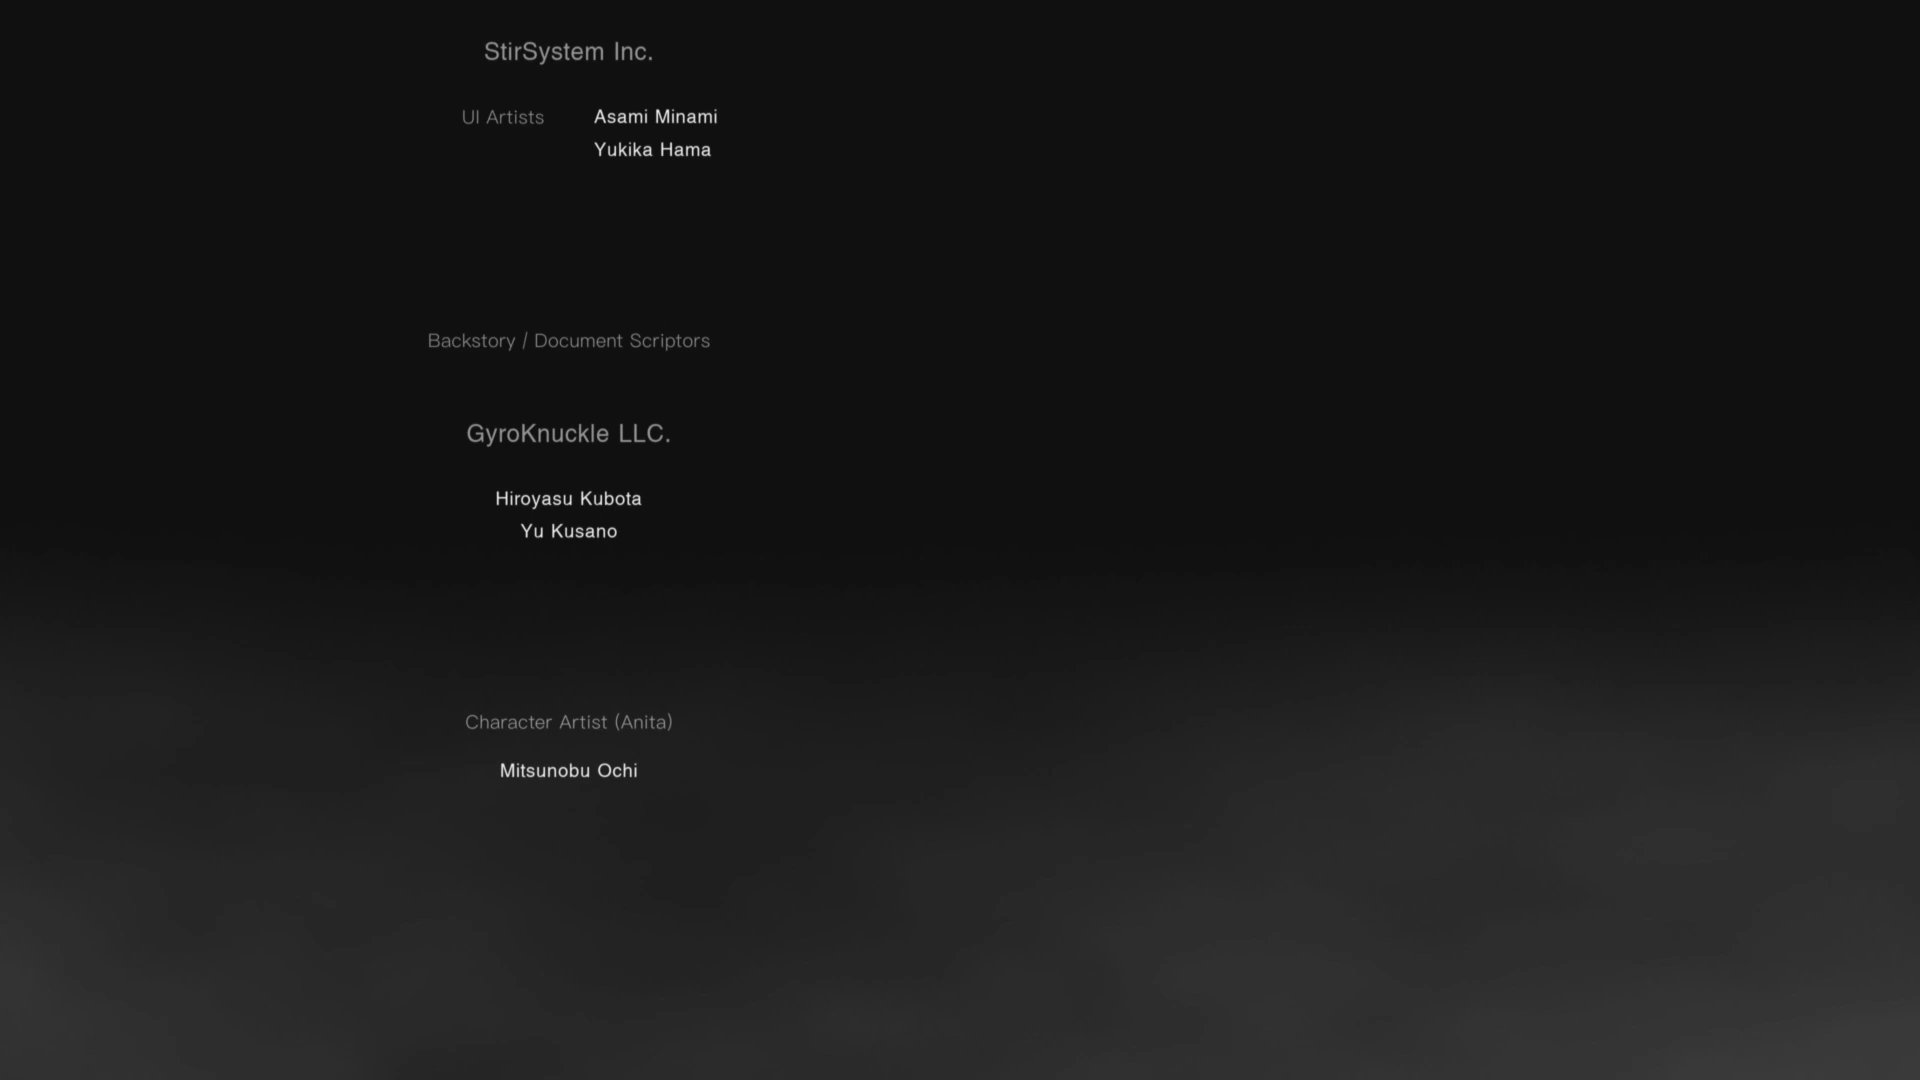 StirSystem Inc.
UI Artists Asami Minami
Yukika Hama
Backstory / Document Scriptors
GyroKnuckle LLC.
Hiroyasu Kubota
Yu Kusano
Character Artist (Anita)
Mitsunobu Ochi